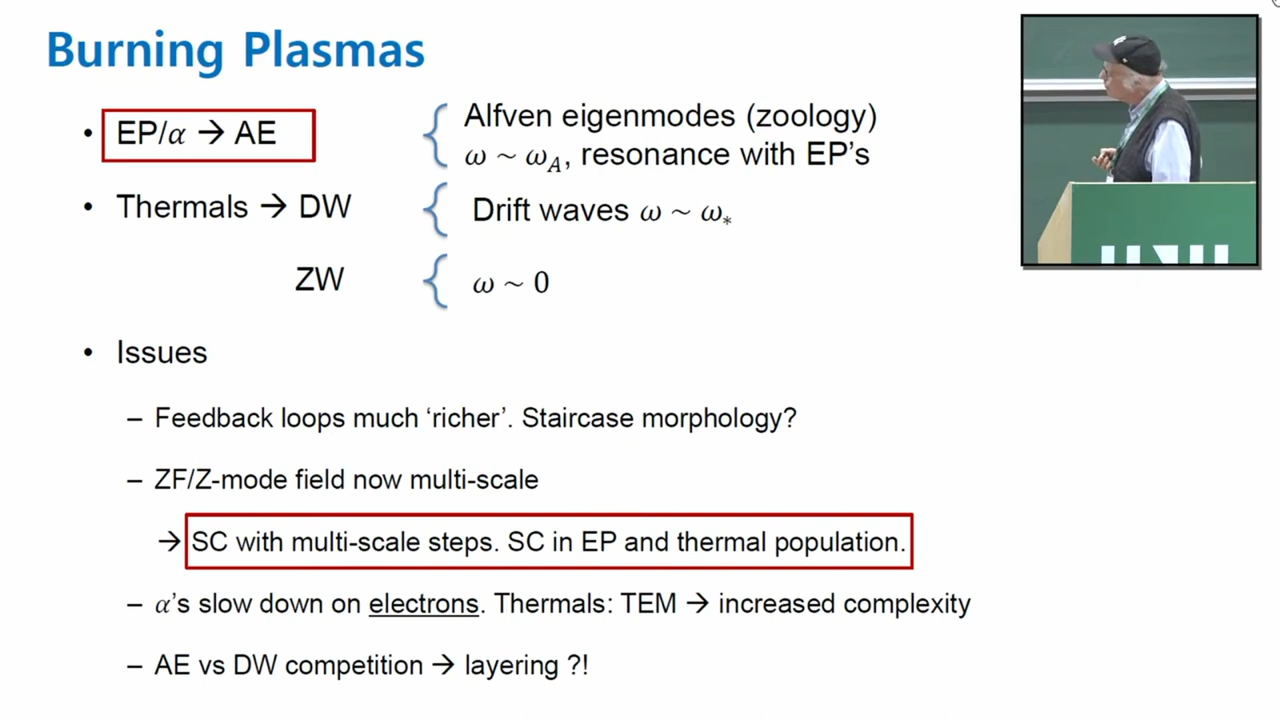 Burning Plasmas
• EP/α → AE
Alfven eigenmodes (zoology)
ω ~ ω_A, resonance with EP's
• Thermals → DW
Drift waves ω ~ ω_*
ZW
ω ~ 0
• Issues
– Feedback loops much ‘richer’. Staircase morphology?
– ZF/Z-mode field now multi-scale
→ SC with multi-scale steps. SC in EP and thermal population.
– α’s slow down on electrons. Thermals: TEM → increased complexity
– AE vs DW competition → layering ?!